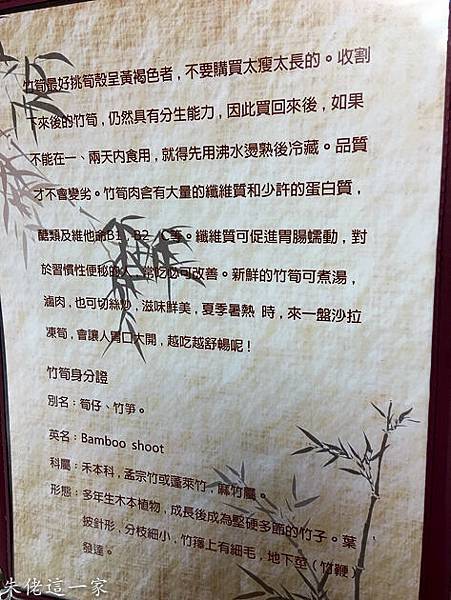 竹筍最好挑筍殼呈黃褐色者，不要購買太瘦太長的。收割
下來後的竹筍，仍然具有分生能力，因此買回來後，如果
不能在一、兩天內食用，就得先用沸水燙熟後冷藏。品質
才不會變劣。竹筍肉含有大量的纖維質和少許的蛋白質，
醣類及維他命B1、B2、C等。纖維質可促進胃腸蠕動，對
於習慣性便秘的人，常吃必可改善。新鮮的竹筍可煮湯，
滷肉，也可切絲炒，滋味鮮美，夏季暑熱 時，來一盤沙拉
凍筍，會讓人胃口大開，越吃越舒暢呢！
竹筍身分證
別名：筍仔、竹筍。
英名：Bamboo shoot
科屬：禾本科，孟宗竹或蓬萊竹，麻竹屬。
形態：多年生木本植物，成長後成為堅硬多節的竹子。葉
披針形，分枝細小，竹籜上有細毛，地下莖（竹鞭）
發達。
朱佬這一家